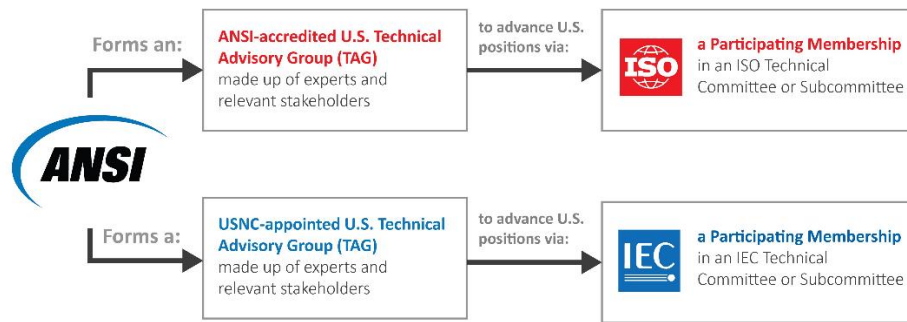 Forms an:
ANSI-accredited U.S. Technical
Advisory Group (TAG)
made up of experts and
relevant stakeholders
to advance U.S.
positions via:
ISO
a Participating Membership
in an ISO Technical
Committee or Subcommittee
ANSI
Forms a:
USNC-appointed U.S. Technical
Advisory Group (TAG)
made up of experts and
relevant stakeholders
to advance U.S.
positions via:
IEC
a Participating Membership
in an IEC Technical
Committee or Subcommittee